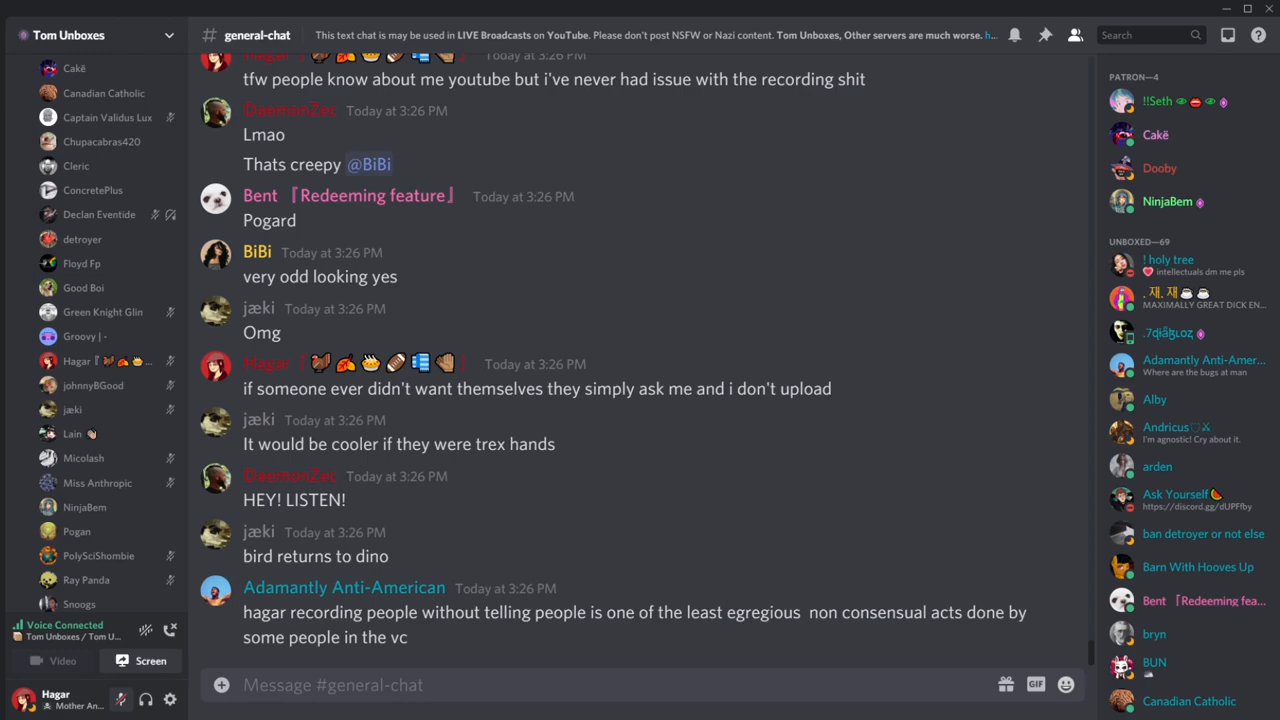 Tom Unboxes
Cakë
Canadian Catholic
Captain Validus Lux
Chupacabras420
Cleric
ConcretePlus
Declan Eventide
detroyer
Floyd Fp
Good Boi
Green Knight Glin
Groovy | -
Hagar『🦃🍂🥧...
johnnyBGood
jæki
Lain 👏🏼
Micolash
Miss Anthropic
NinjaBem
Pogan
PolySciShombie
Ray Panda
Snoogs
Voice Connected
Tom Unboxes / Tom U...
Video
Screen
Hagar
☠ Mother An...
# general-chat
This text chat is may be used in LIVE Broadcasts on YouTube. Please don't post NSFW or Nazi content. Tom Unboxes, Other servers are much worse. h...
Search
Hagar『🦃🍂🥧🏈 🤚🏽』 Today at 3:26 PM
tfw people know about me youtube but i've never had issue with the recording shit
DaemonZec Today at 3:26 PM
Lmao
Thats creepy @BiBi
Bent 『Redeeming feature』 Today at 3:26 PM
Pogard
BiBi Today at 3:26 PM
very odd looking yes
jæki Today at 3:26 PM
Omg
Hagar『🦃🍂🥧🏈 🤚🏽』 Today at 3:26 PM
if someone ever didn't want themselves they simply ask me and i don't upload
jæki Today at 3:26 PM
It would be cooler if they were trex hands
DaemonZec Today at 3:26 PM
HEY! LISTEN!
jæki Today at 3:26 PM
bird returns to dino
Adamantly Anti-American Today at 3:26 PM
hagar recording people without telling people is one of the least egregious non consensual acts done by
some people in the vc
Message #general-chat
GIF
PATRON—4
!!Seth 👁👄👁
Cakë
Dooby
NinjaBem
UNBOXED—69
! holy tree
❤ intellectuals dm me pls
. 재. 재☕☕
MAXIMALLY GREAT DICK EN...
Adamantly Anti-Amer...
Where are the bugs at man
Alby
Andricus♡⚔
I'm agnostic! Cry about it.
arden
Ask Yourself🍉
https://discord.gg/dUPFfby
ban detroyer or not else
Barn With Hooves Up
Bent 『Redeeming fea...
bryn
BUN
Canadian Catholic